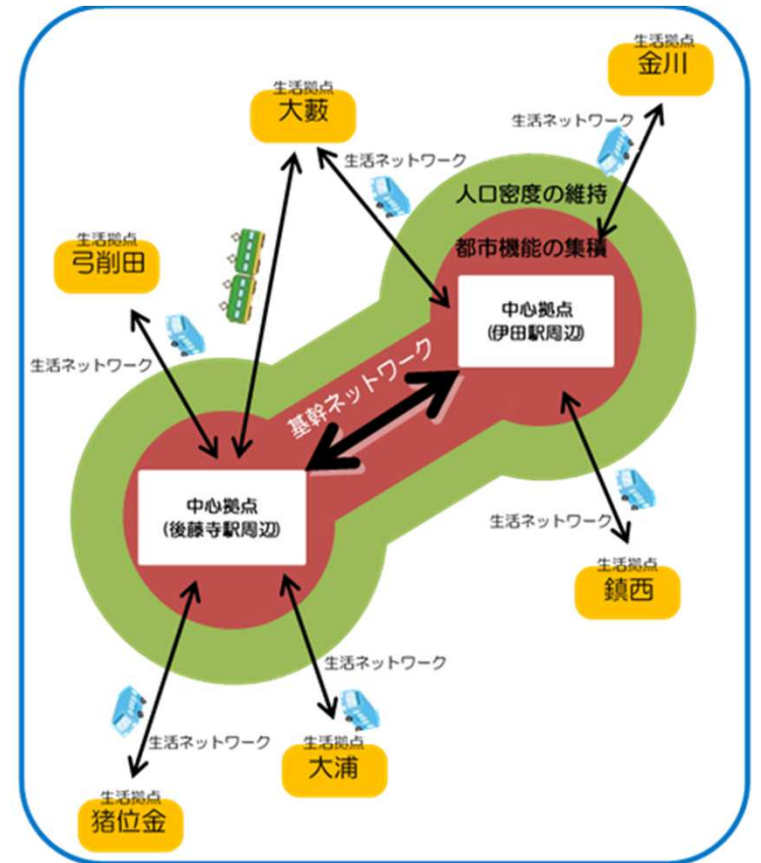 生活拠点
金川
生活拠点
大藪
生活ネットワーク
生活ネットワーク
人口密度の維持
都市機能の集積
生活拠点
弓削田
中心拠点
(伊田駅周辺)
生活ネットワーク
基幹ネットワーク
中心拠点
(後藤寺駅周辺)
生活ネットワーク
生活拠点
鎮西
生活ネットワーク
生活ネットワーク
生活拠点
大浦
生活拠点
猪位金